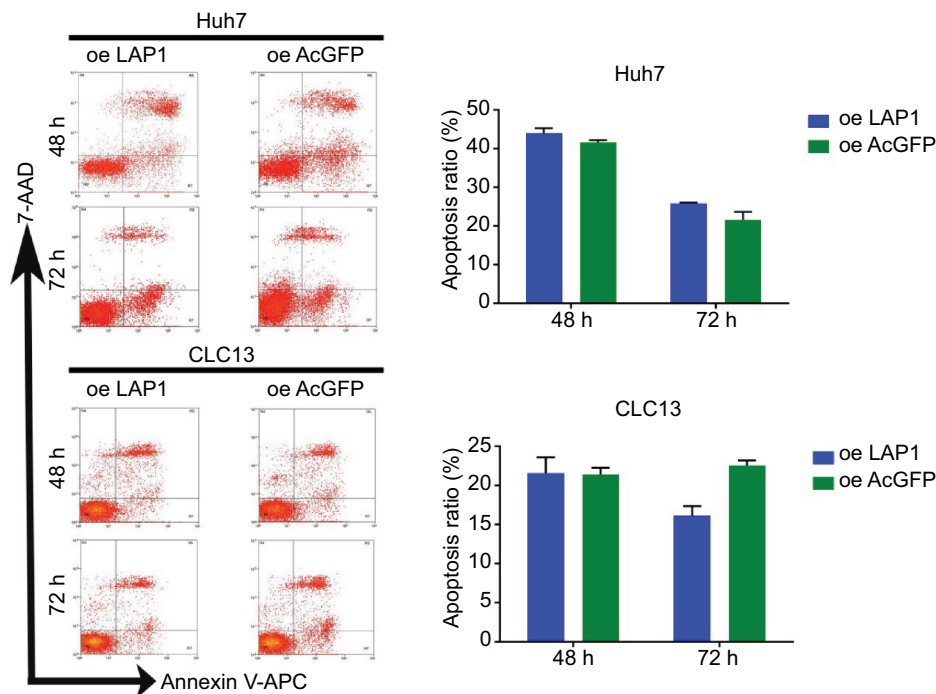 Huh7
oe LAP1 oe AcGFP
48 h
72 h
7-AAD
CLC13
oe LAP1 oe AcGFP
48 h
72 h
Annexin V-APC
Huh7
Apoptosis ratio (%)
50
40
30
20
10
0
48 h 72 h
oe LAP1
oe AcGFP
CLC13
Apoptosis ratio (%)
25
20
15
10
5
0
48 h 72 h
oe LAP1
oe AcGFP